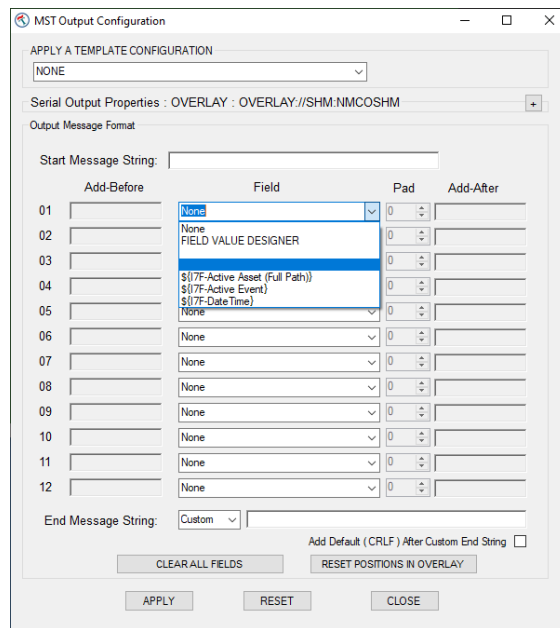 MST Output Configuration
APPLY A TEMPLATE CONFIGURATION
NONE
Serial Output Properties : OVERLAY : OVERLAY://SHM:NMCOSHM +
Output Message Format
Start Message String:
Add-Before Field Pad Add-After
01 None 0
02 None 0
FIELD VALUE DESIGNER
03 0
04 ${I7F-Active Asset (Full Path)} 0
${I7F-Active Event}
${I7F-DateTime}
05 None 0
06 None 0
07 None 0
08 None 0
09 None 0
10 None 0
11 None 0
12 None 0
End Message String: Custom
Add Default ( CRLF ) After Custom End String
CLEAR ALL FIELDS RESET POSITIONS IN OVERLAY
APPLY RESET CLOSE